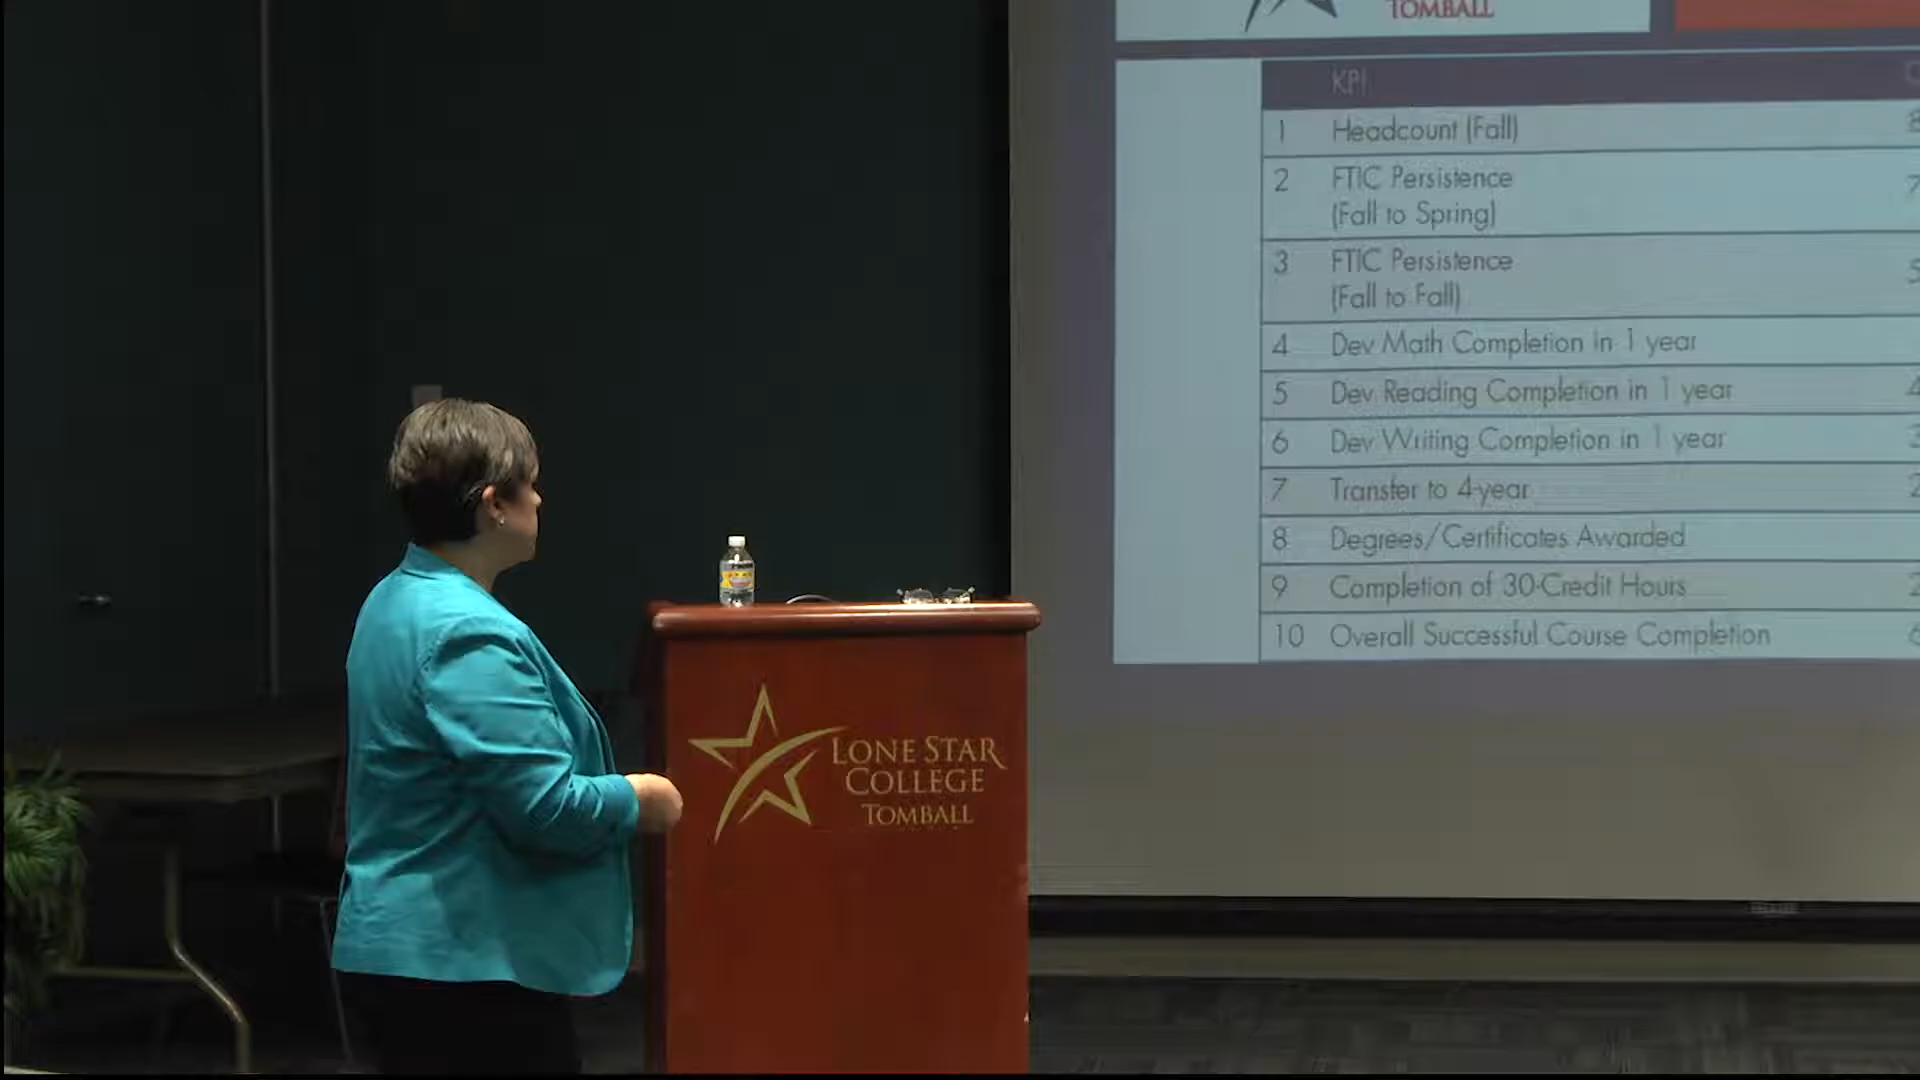 TOMBALL
KPI
1 Headcount (Fall)
2 FTIC Persistence
(Fall to Spring)
3 FTIC Persistence
(Fall to Fall)
4 Dev Math Completion in 1 year
5 Dev Reading Completion in 1 year
6 Dev Writing Completion in 1 year
7 Transfer to 4-year
8 Degrees/Certificates Awarded
9 Completion of 30-Credit Hours
10 Overall Successful Course Completion
LONE STAR
COLLEGE
TOMBALL